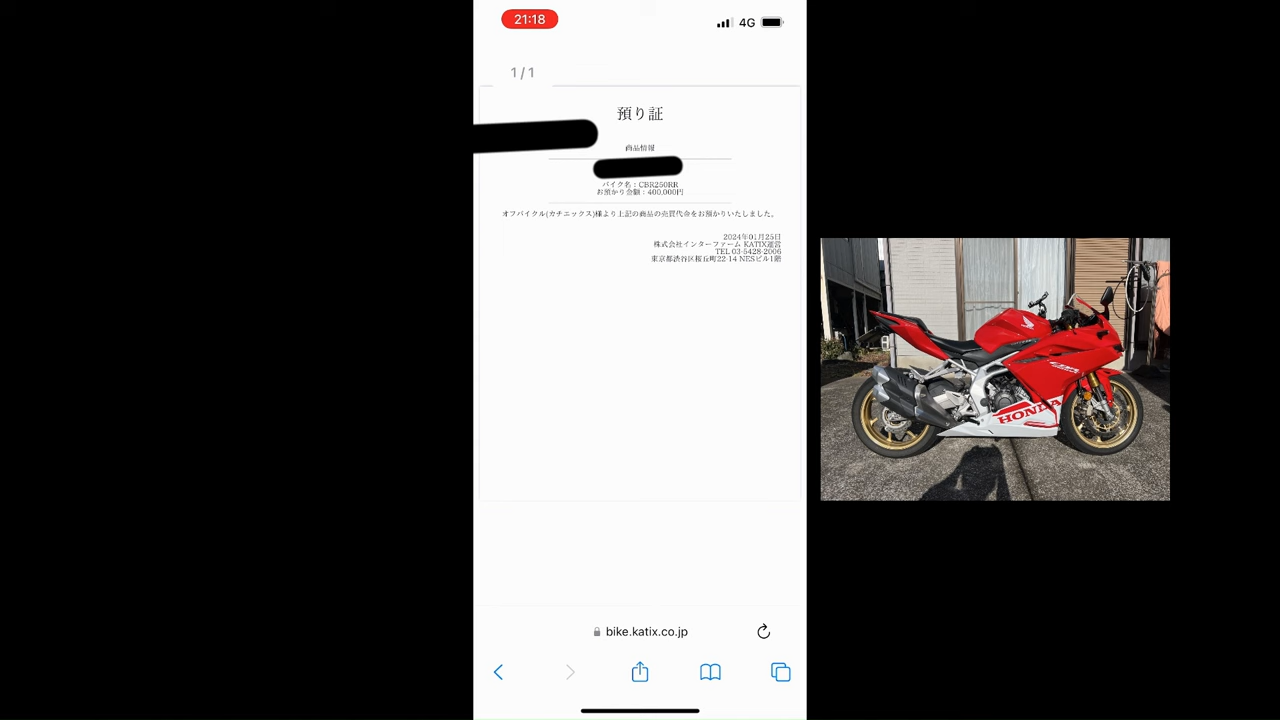 21:18
4G
1 / 1
預り証
商品情報
バイク名：CBR250RR
お預かり金額：400,000円
オフバイクル(カチエックス)様より上記の商品の売買代金をお預かりいたしました。
2024年01月25日
株式会社インターファーム KATIX運営
TEL 03-5428-2006
東京都渋谷区桜丘町22-14 NESビル1階
HONDA
bike.katix.co.jp